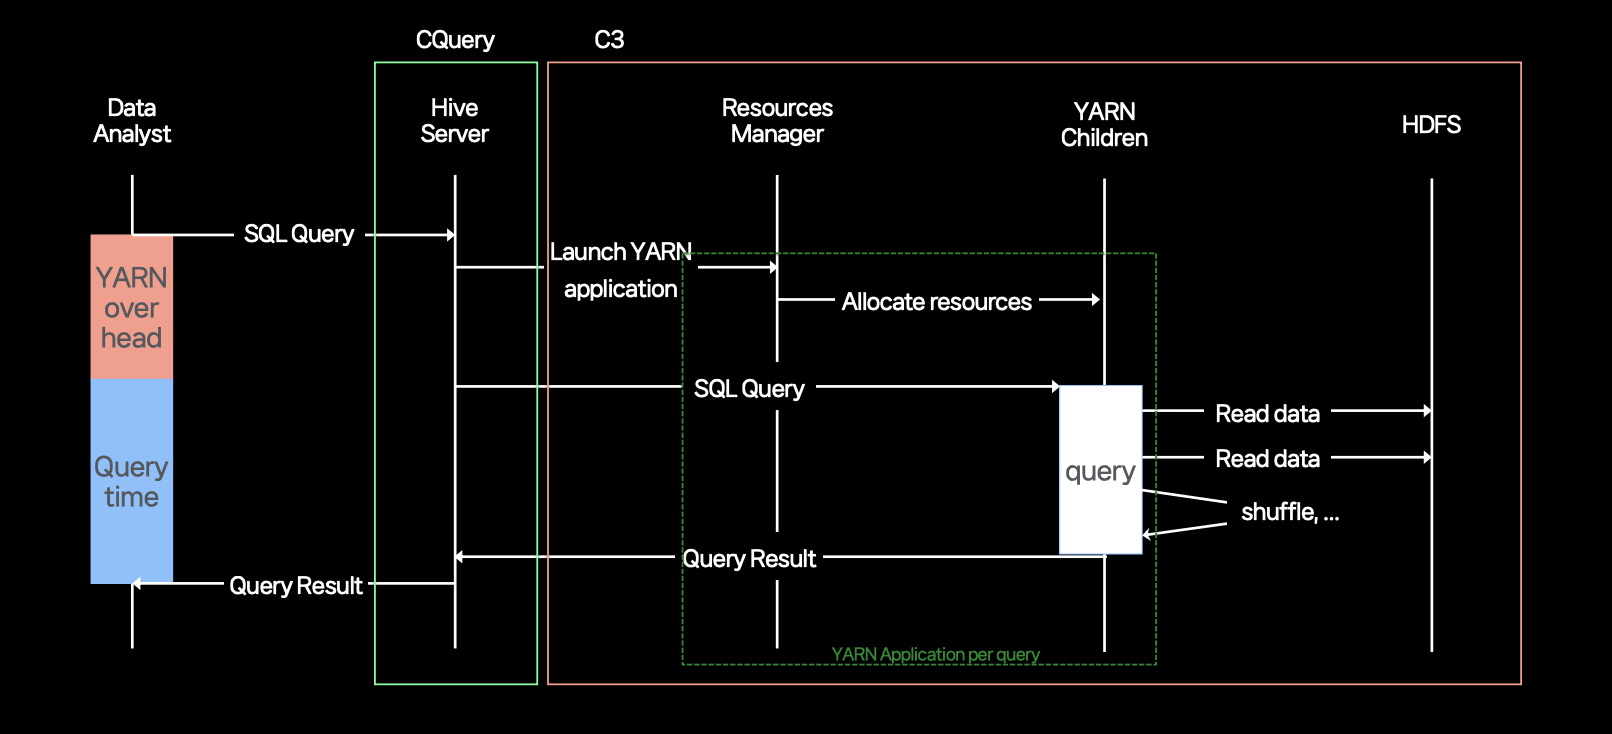 CQuery
C3
Data
Analyst
Hive
Server
Resources
Manager
YARN
Children
HDFS
SQL Query
Launch YARN
application
YARN
over
head
Allocate resources
SQL Query
Read data
Read data
Query
time
query
shuffle, ...
Query Result
Query Result
YARN Application per query